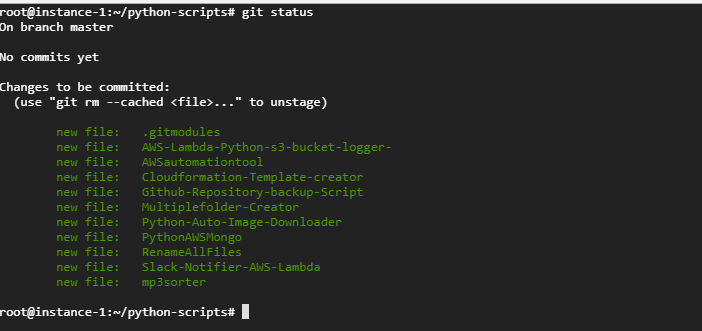 root@instance-1:~/python-scripts# git status
On branch master
No commits yet
Changes to be committed:
(use "git rm --cached <file>..." to unstage)
new file: .gitmodules
new file: AWS-Lambda-Python-s3-bucket-logger-
new file: AWSautomationtool
new file: Cloudformation-Template-creator
new file: Github-Repository-backup-Script
new file: Multiplefolder-Creator
new file: Python-Auto-Image-Downloader
new file: PythonAWSMongo
new file: RenameAllFiles
new file: Slack-Notifier-AWS-Lambda
new file: mp3sorter
root@instance-1:~/python-scripts#